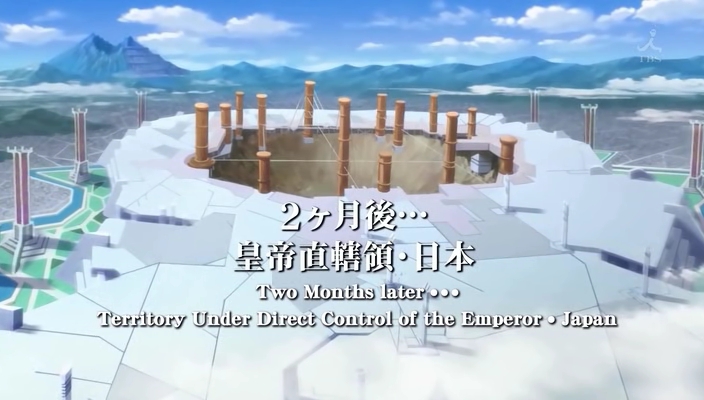 TBS
２ヶ月後…
皇帝直轄領・日本
Two Months later •••
Territory Under Direct Control of the Emperor • Japan